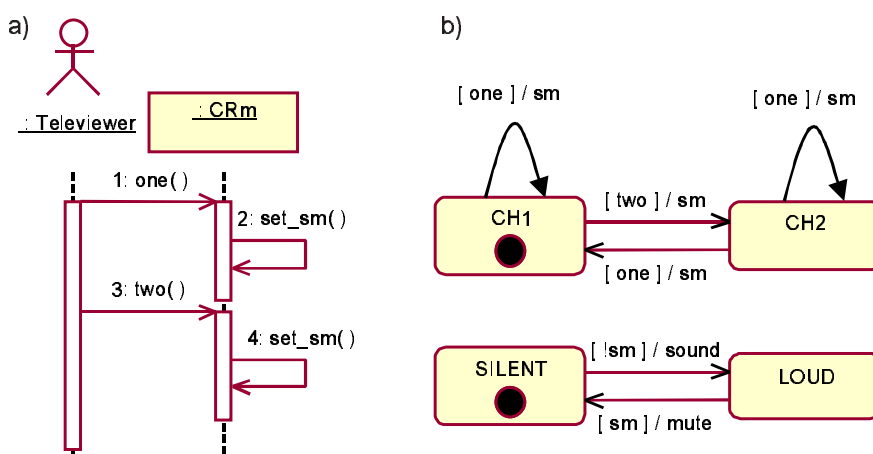 a)
: Televiewer
: CRm
1: one( )
2: set_sm( )
3: two( )
4: set_sm( )
b)
[ one ] / sm
[ one ] / sm
CH1
[ two ] / sm
CH2
[ one ] / sm
SILENT
[ !sm ] / sound
LOUD
[ sm ] / mute